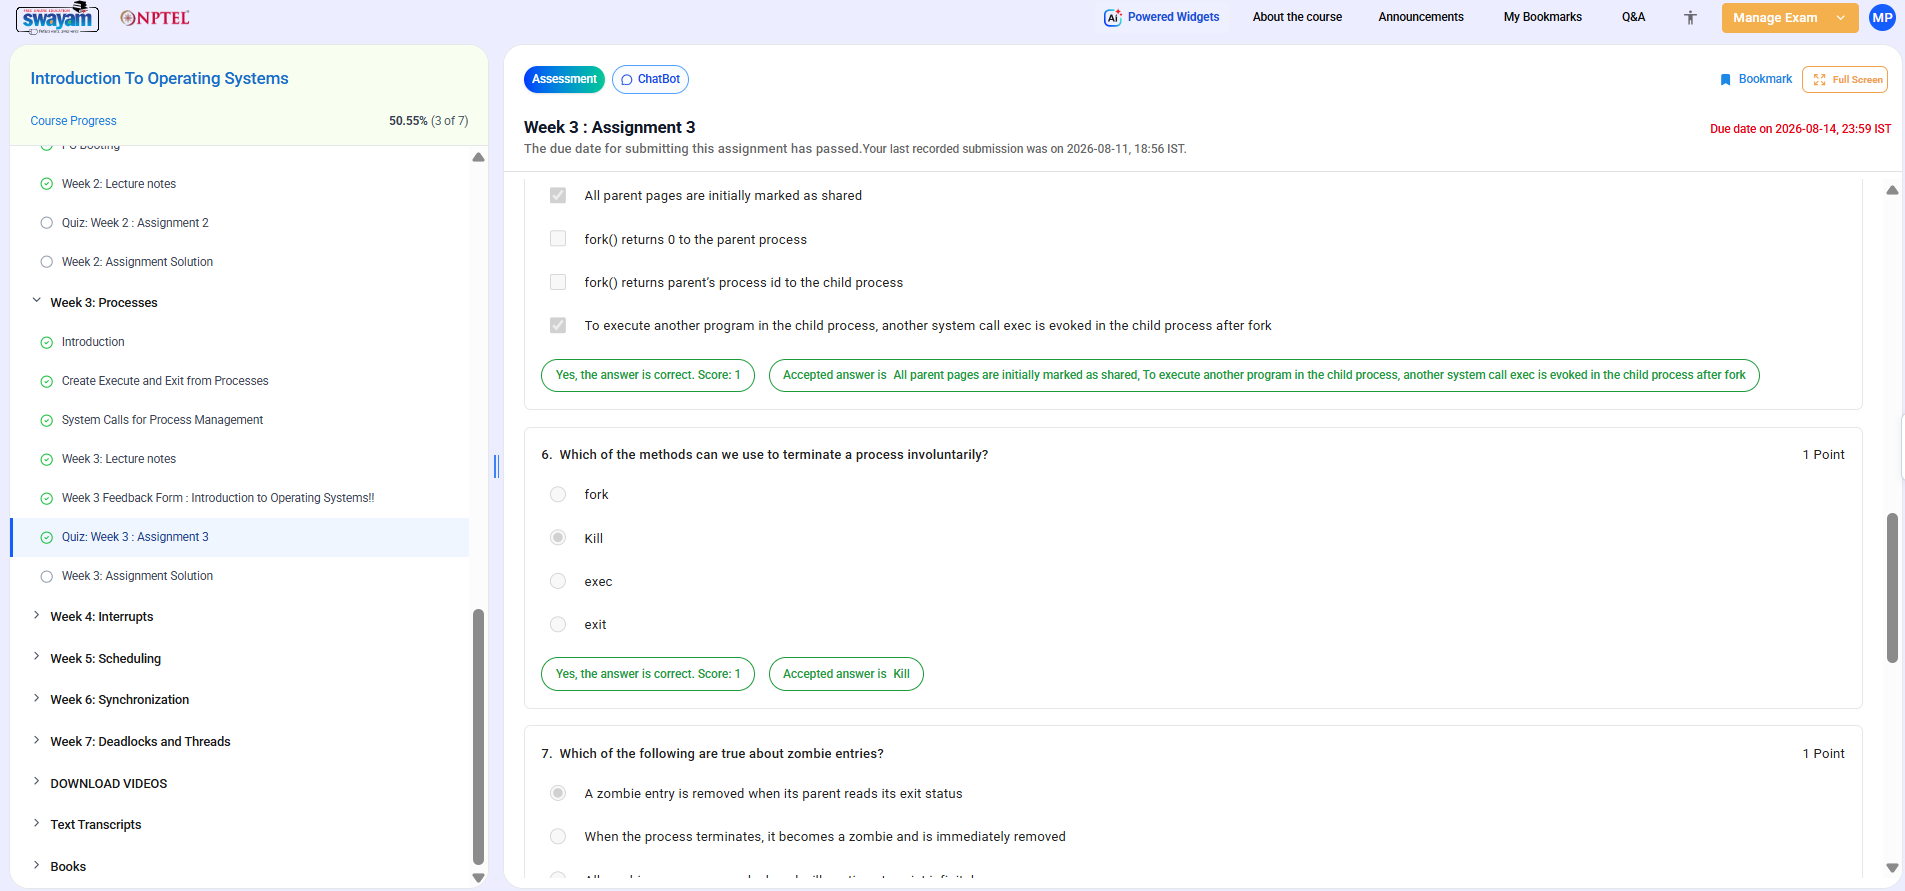 swayam
NPTEL
Ai Powered Widgets
About the course
Announcements
My Bookmarks
Q&A
Manage Exam
MP
Introduction To Operating Systems
Course Progress
50.55% (3 of 7)
PC Booting
Week 2: Lecture notes
Quiz: Week 2 : Assignment 2
Week 2: Assignment Solution
Week 3: Processes
Introduction
Create Execute and Exit from Processes
System Calls for Process Management
Week 3: Lecture notes
Week 3 Feedback Form : Introduction to Operating Systems!!
Quiz: Week 3 : Assignment 3
Week 3: Assignment Solution
Week 4: Interrupts
Week 5: Scheduling
Week 6: Synchronization
Week 7: Deadlocks and Threads
DOWNLOAD VIDEOS
Text Transcripts
Books
Assessment
ChatBot
Bookmark
Full Screen
Week 3 : Assignment 3
Due date on 2026-08-14, 23:59 IST
The due date for submitting this assignment has passed.Your last recorded submission was on 2026-08-11, 18:56 IST.
All parent pages are initially marked as shared
fork() returns 0 to the parent process
fork() returns parent’s process id to the child process
To execute another program in the child process, another system call exec is evoked in the child process after fork
Yes, the answer is correct. Score: 1
Accepted answer is All parent pages are initially marked as shared, To execute another program in the child process, another system call exec is evoked in the child process after fork
6. Which of the methods can we use to terminate a process involuntarily?
1 Point
fork
Kill
exec
exit
Yes, the answer is correct. Score: 1
Accepted answer is Kill
7. Which of the following are true about zombie entries?
1 Point
A zombie entry is removed when its parent reads its exit status
When the process terminates, it becomes a zombie and is immediately removed